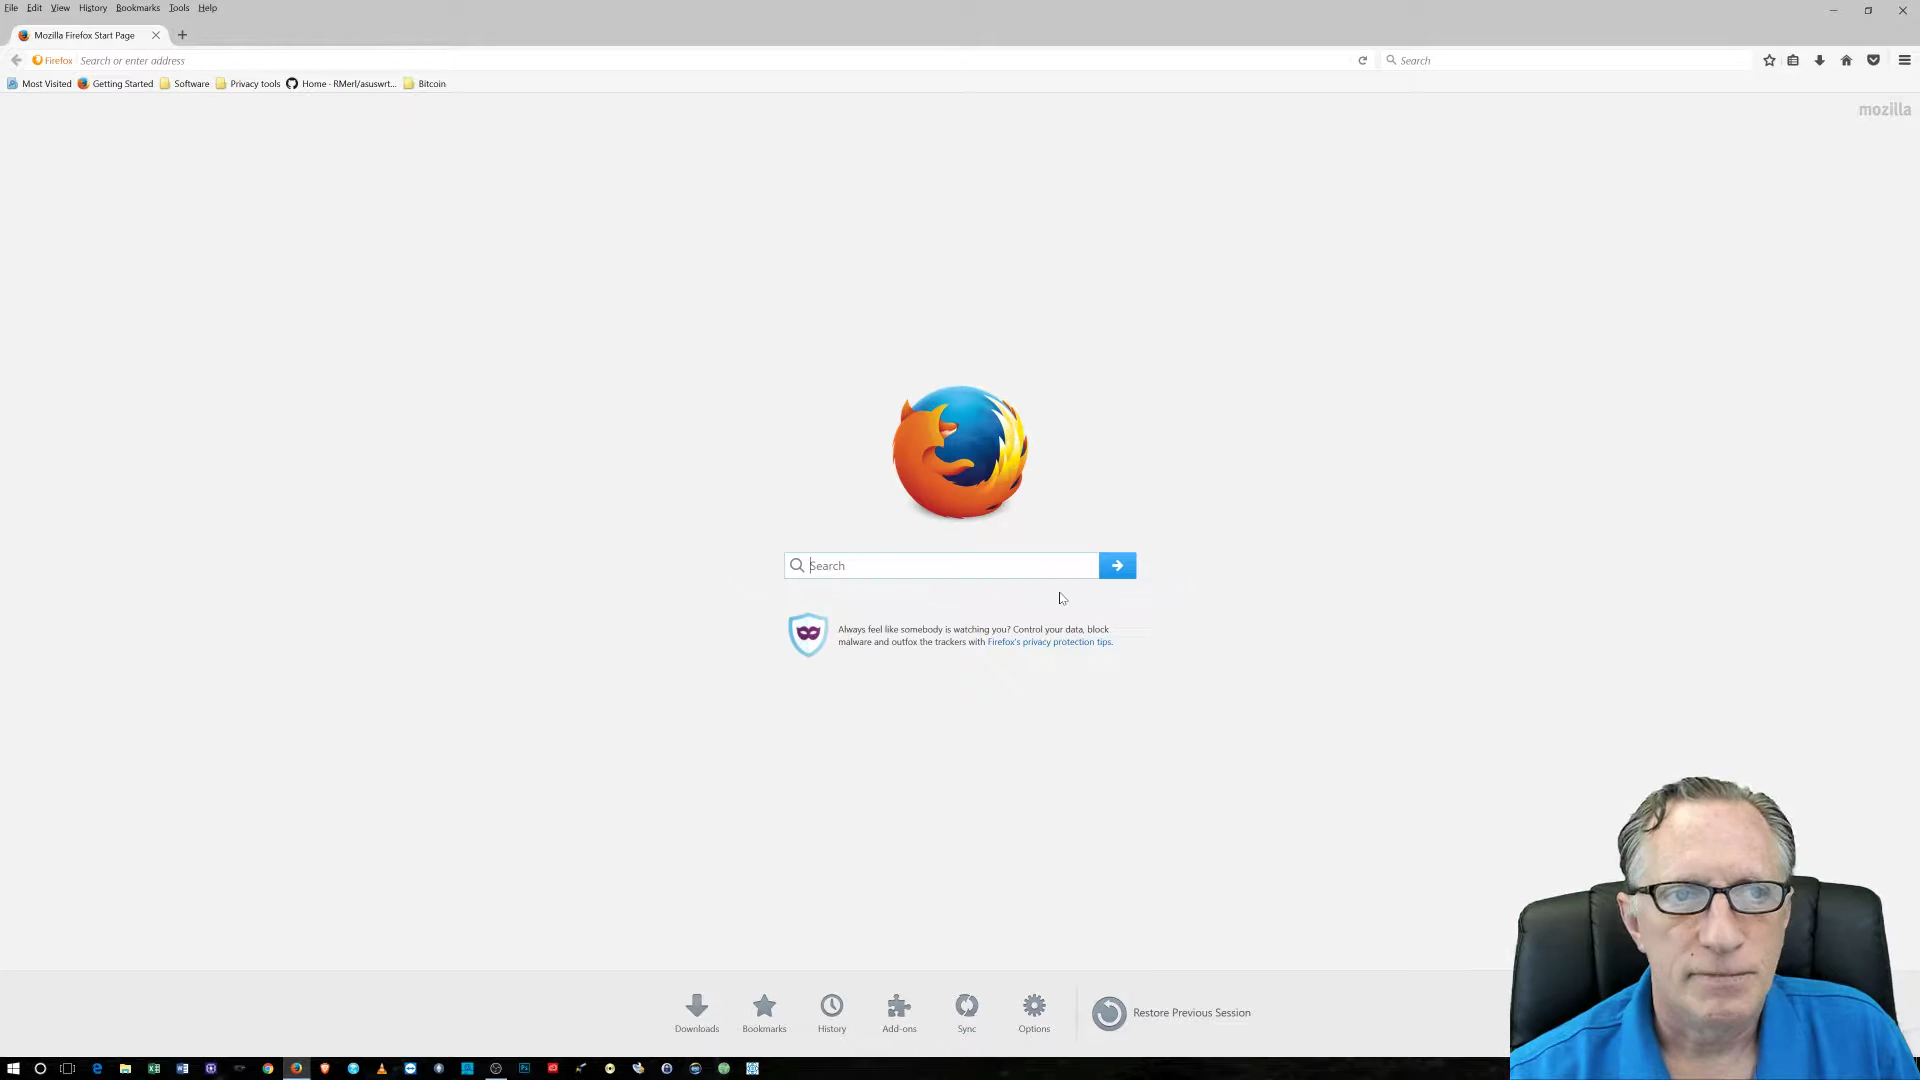 File Edit View History Bookmarks Tools Help
Mozilla Firefox Start Page
Firefox Search or enter address
Search
Most Visited Getting Started Software Privacy tools Home - RMerl/asuswrt... Bitcoin
mozilla
Search
Always feel like somebody is watching you? Control your data, block
malware and outfox the trackers with Firefox's privacy protection tips.
Downloads Bookmarks History Add-ons Sync Options Restore Previous Session